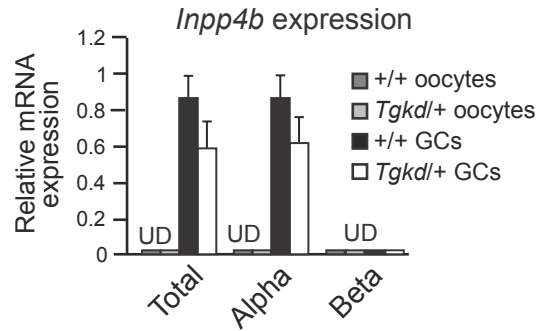 Inpp4b expression
Relative mRNA
expression
1.2
1
0.8
0.6
0.4
0.2
0
UD
UD
UD
Total
Alpha
Beta
+/+ oocytes
Tgkd/+ oocytes
+/+ GCs
Tgkd/+ GCs